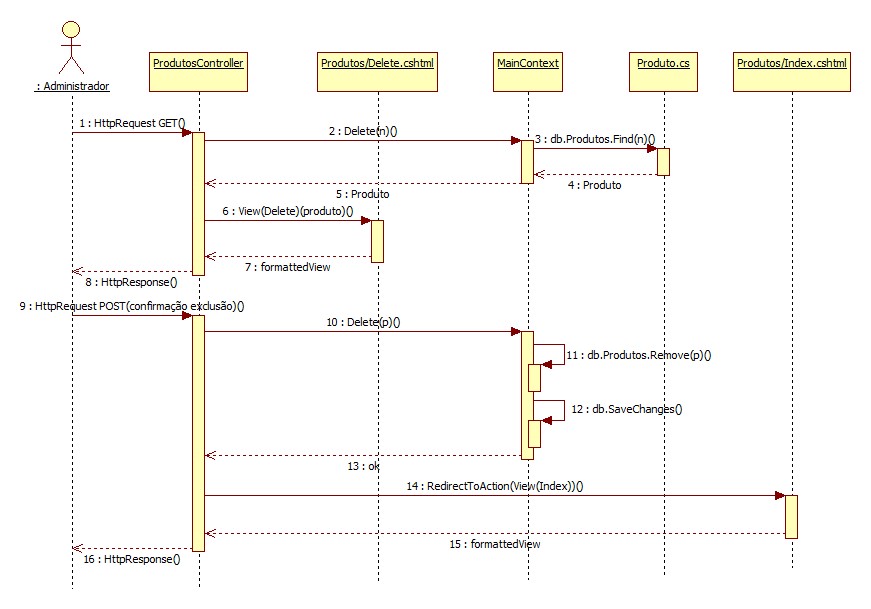 : Administrador
ProdutosController
Produtos/Delete.cshtml
MainContext
Produto.cs
Produtos/Index.cshtml
1 : HttpRequest GET()
2 : Delete(n)()
3 : db.Produtos.Find(n)()
4 : Produto
5 : Produto
6 : View(Delete)(produto)()
7 : formattedView
8 : HttpResponse()
9 : HttpRequest POST(confirmação exclusão)()
10 : Delete(p)()
11 : db.Produtos.Remove(p)()
12 : db.SaveChanges()
13 : ok
14 : RedirectToAction(View(Index))()
15 : formattedView
16 : HttpResponse()